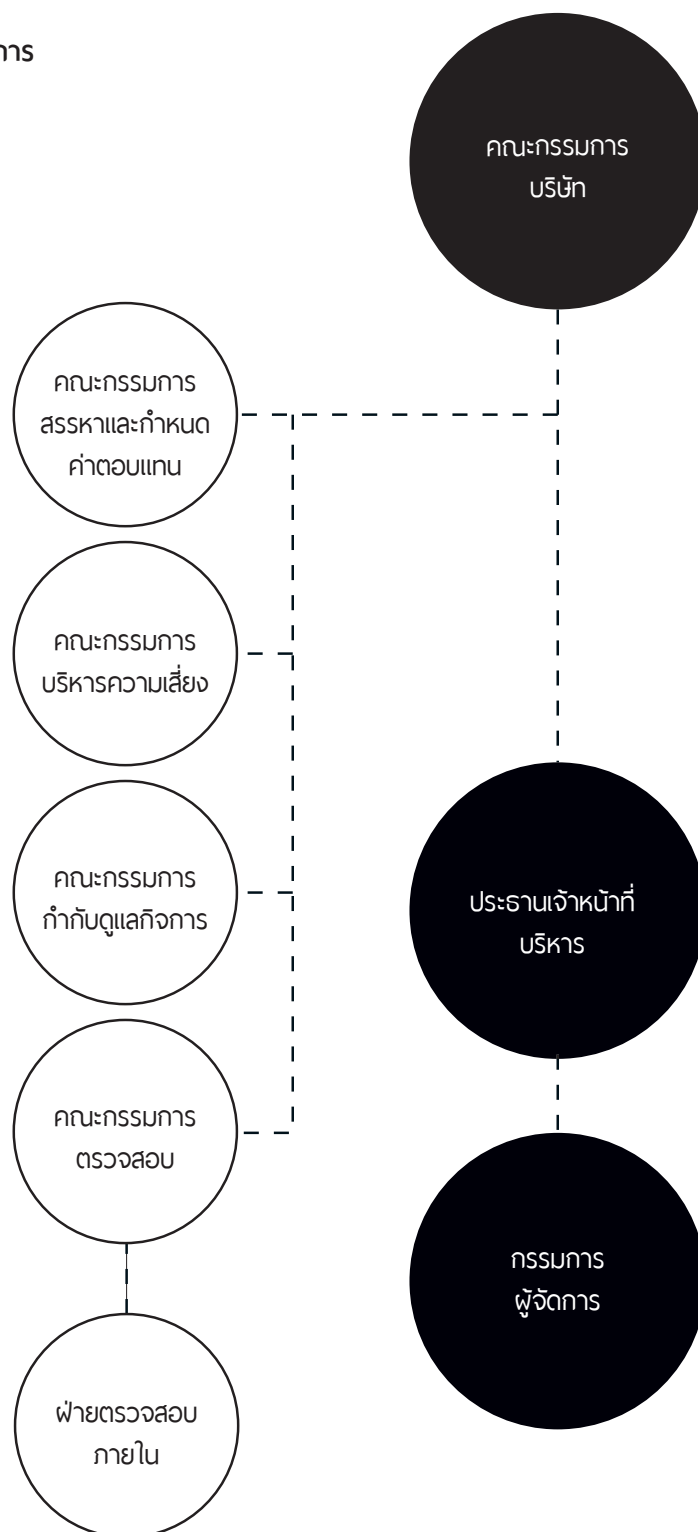 การ
คณะกรรมการ
บริษัท
คณะกรรมการ
สรรหาและกำหนด
ค่าตอบแทน
คณะกรรมการ
บริหารความเสี่ยง
คณะกรรมการ
กำกับดูแลกิจการ
ประธานเจ้าหน้าที่
บริหาร
คณะกรรมการ
ตรวจสอบ
กรรมการ
ผู้จัดการ
ฝ่ายตรวจสอบ
ภายใน